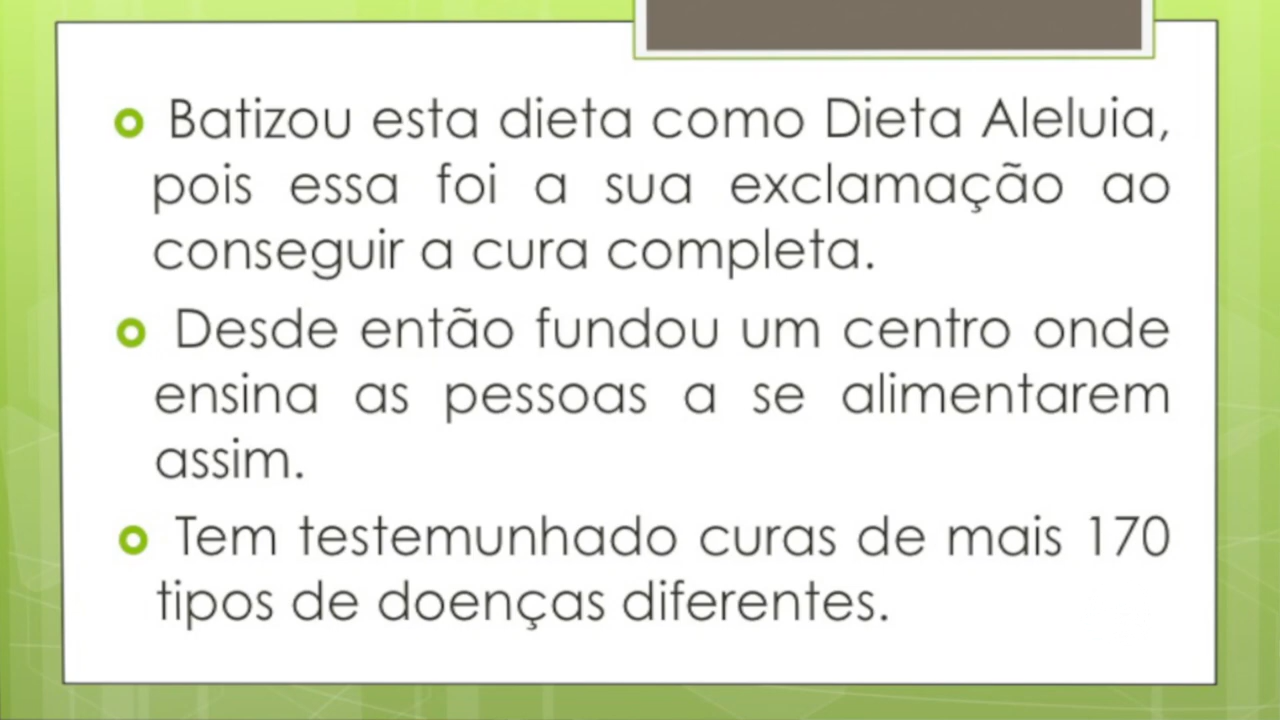 Batizou esta dieta como Dieta Aleluia,
pois essa foi a sua exclamação ao
conseguir a cura completa.
Desde então fundou um centro onde
ensina as pessoas a se alimentarem
assim.
Tem testemunhado curas de mais 170
tipos de doenças diferentes.